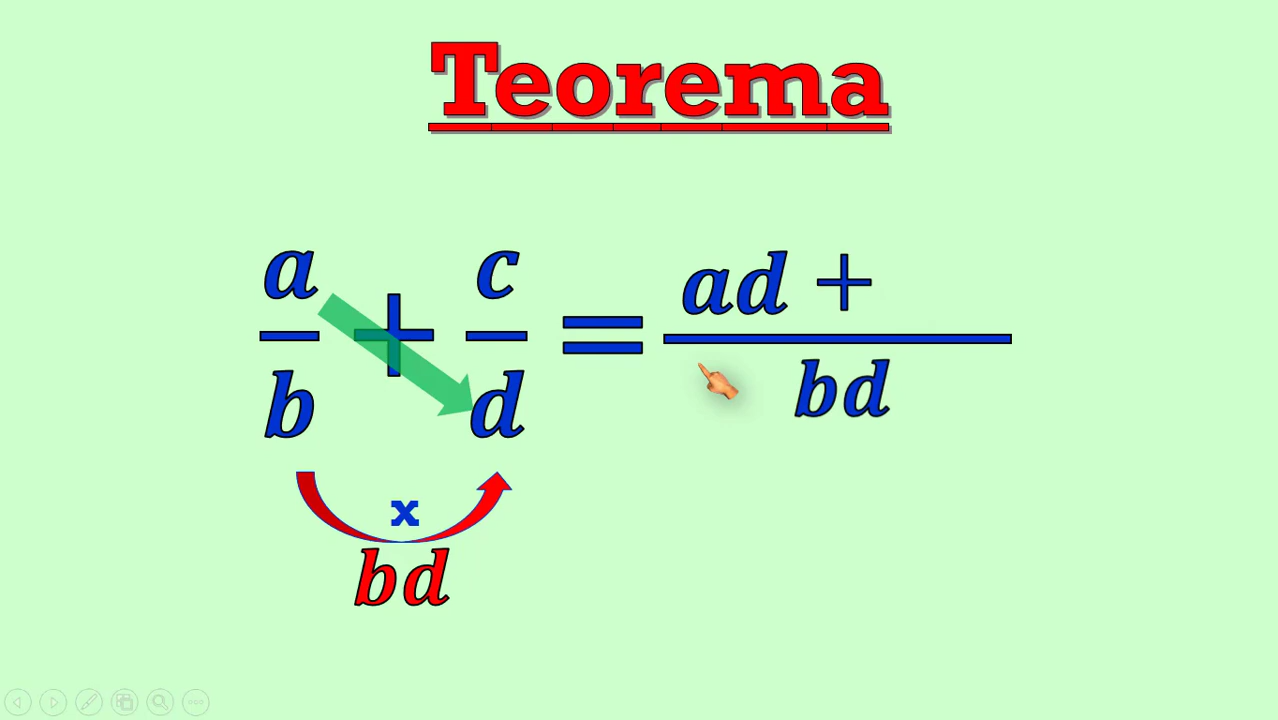 Teorema
a/b + c/d = ad + / bd
x
bd